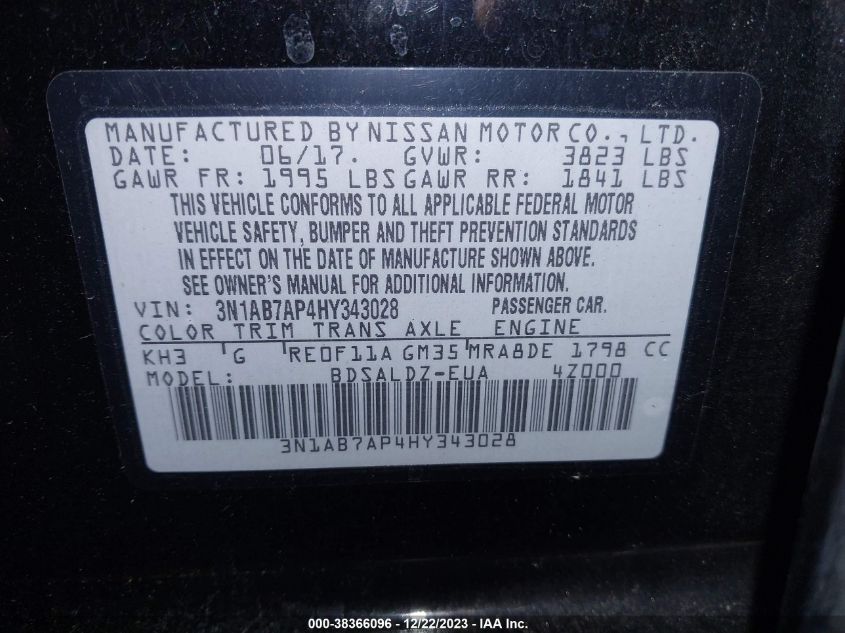 MANUFACTURED BY NISSAN MOTOR CO., LTD.
DATE: 06/17. GVWR: 3823 LBS
GAWR FR: 1995 LBS GAWR RR: 1841 LBS
THIS VEHICLE CONFORMS TO ALL APPLICABLE FEDERAL MOTOR
VEHICLE SAFETY, BUMPER AND THEFT PREVENTION STANDARDS
IN EFFECT ON THE DATE OF MANUFACTURE SHOWN ABOVE.
SEE OWNER'S MANUAL FOR ADDITIONAL INFORMATION.
VIN: 3N1AB7AP4HY343028 PASSENGER CAR.
COLOR TRIM TRANS AXLE ENGINE
KH3 G RE0F11A GM35 MRA8DE 1798 CC
MODEL: BDSALDZ-EUA 4Z000
3N1AB7AP4HY343028
000-38366096 - 12/22/2023 - IAA Inc.